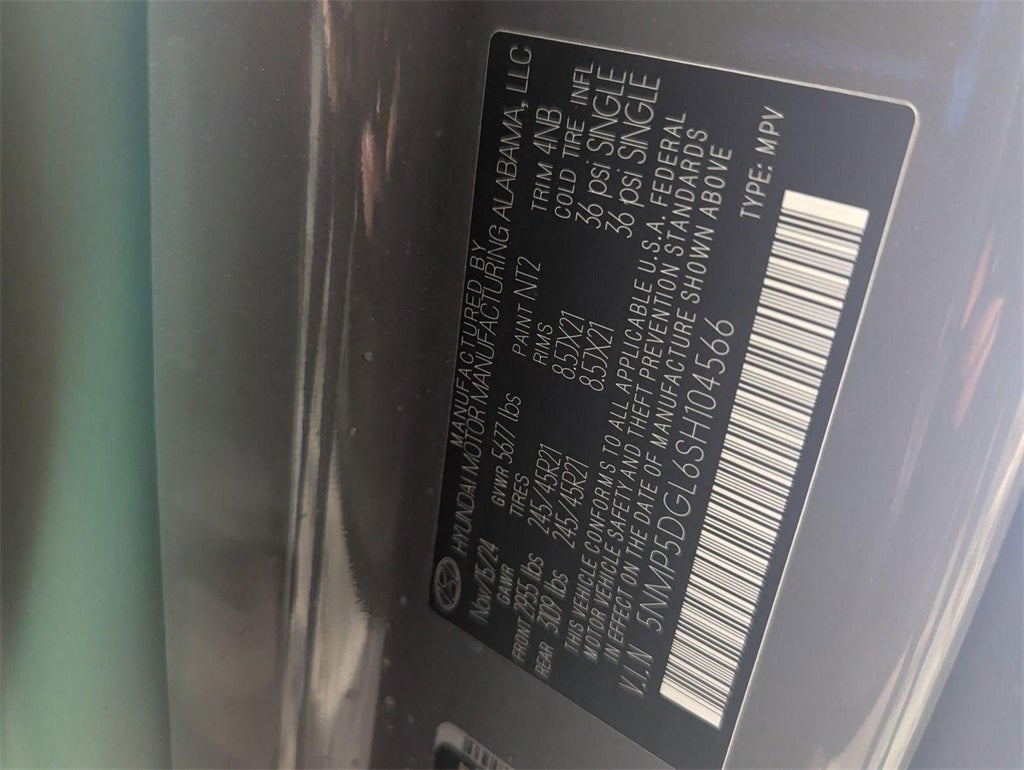 MANUFACTURED BY
HYUNDAI MOTOR MANUFACTURING ALABAMA, LLC
Nov/15/24 GVWR 5677 lbs PAINT NT2 TRIM 4NB
GAWR TIRES RIMS COLD TIRE INFL
FRONT 2855 lbs 245/45R21 8.5JX21 36 psi SINGLE
REAR 3109 lbs 245/45R21 8.5JX21 36 psi SINGLE
THIS VEHICLE CONFORMS TO ALL APPLICABLE U.S.A. FEDERAL
MOTOR VEHICLE SAFETY AND THEFT PREVENTION STANDARDS
IN EFFECT ON THE DATE OF MANUFACTURE SHOWN ABOVE
V.I.N 5NMP5DGL6SH104566 TYPE: MPV